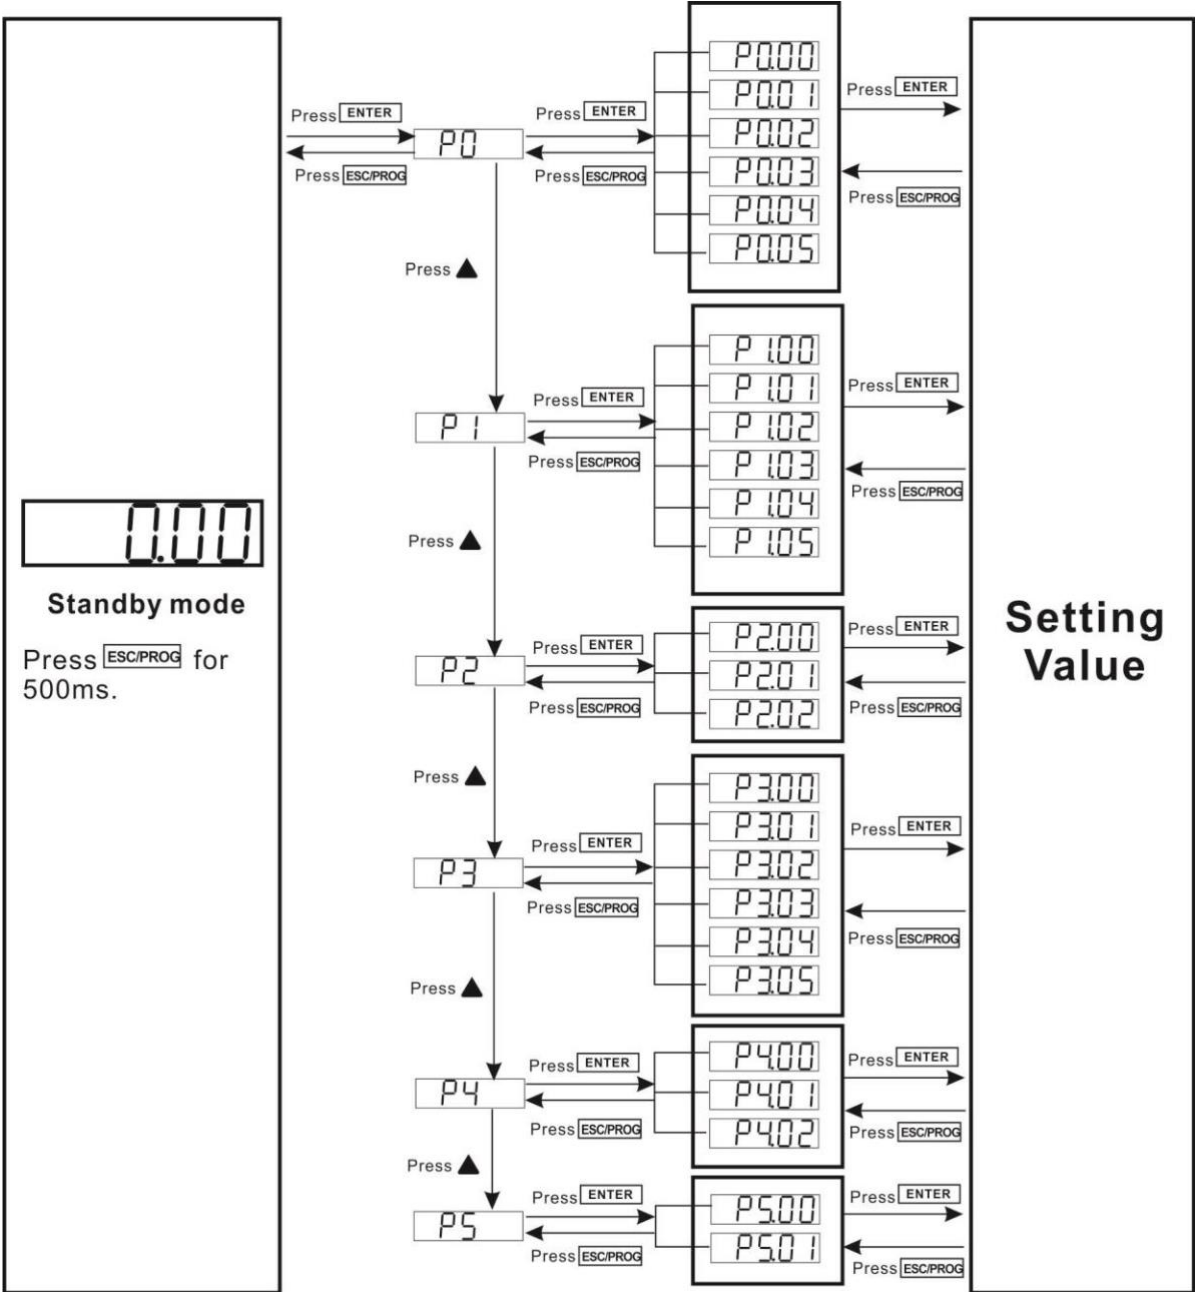 0.00
Standby mode
Press ESC/PROG for
500ms.
Press ENTER
Press ESC/PROG
P0
Press ENTER
Press ESC/PROG
P0.00
P0.01
P0.02
P0.03
P0.04
P0.05
Press ENTER
Press ESC/PROG
Press ▲
P1
Press ENTER
Press ESC/PROG
P1.00
P1.01
P1.02
P1.03
P1.04
P1.05
Press ENTER
Press ESC/PROG
Press ▲
P2
Press ENTER
Press ESC/PROG
P2.00
P2.01
P2.02
Press ENTER
Press ESC/PROG
Press ▲
P3
Press ENTER
Press ESC/PROG
P3.00
P3.01
P3.02
P3.03
P3.04
P3.05
Press ENTER
Press ESC/PROG
Press ▲
P4
Press ENTER
Press ESC/PROG
P4.00
P4.01
P4.02
Press ENTER
Press ESC/PROG
Press ▲
P5
Press ENTER
Press ESC/PROG
P5.00
P5.01
Press ENTER
Press ESC/PROG
Setting
Value